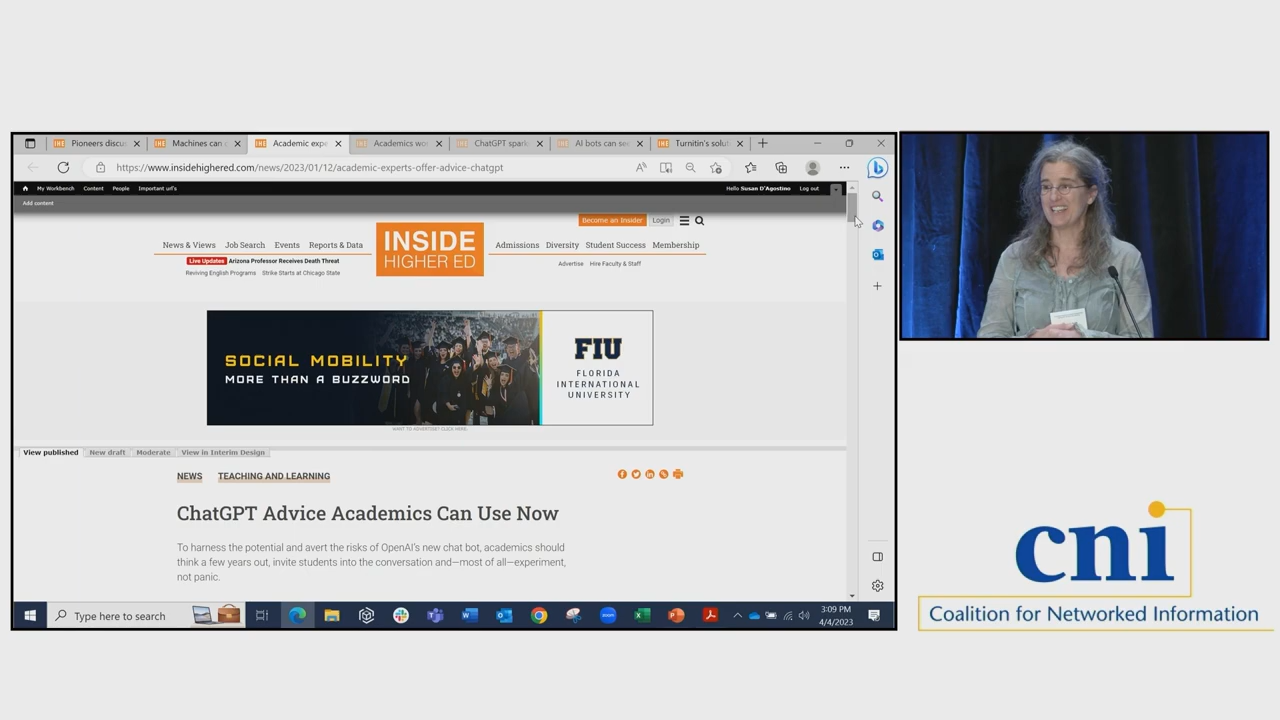 Pioneers discu
Machines can
Academic expe
Academics wo
ChatGPT spark
AI bots can se
Turnitin's solut
https://www.insidehighered.com/news/2023/01/12/academic-experts-offer-advice-chatgpt
My Workbench Content People Important url's
Hello Susan D'Agostino Log out
Add content
Become an Insider Login
News & Views Job Search Events Reports & Data
INSIDE
HIGHER ED
Admissions Diversity Student Success Membership
Live Updates Arizona Professor Receives Death Threat
Reviving English Programs Strike Starts at Chicago State
Advertise Hire Faculty & Staff
SOCIAL MOBILITY
MORE THAN A BUZZWORD
FIU
FLORIDA
INTERNATIONAL
UNIVERSITY
WANT TO ADVERTISE? CLICK HERE
View published New draft Moderate View in Interim Design
NEWS TEACHING AND LEARNING
ChatGPT Advice Academics Can Use Now
To harness the potential and avert the risks of OpenAI's new chat bot, academics should
think a few years out, invite students into the conversation and—most of all—experiment,
not panic.
Type here to search
3:09 PM
4/4/2023
cni
Coalition for Networked Information